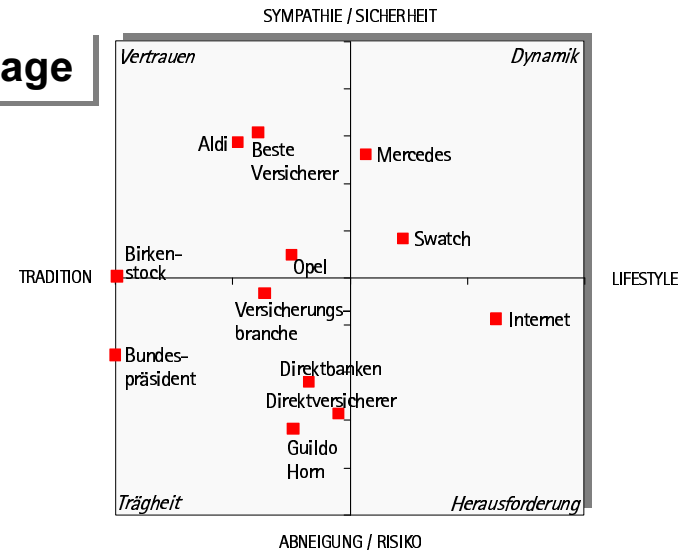 SYMPATHIE / SICHERHEIT
age
Vertrauen
Dynamik
Aldi
Beste
Versicherer
Mercedes
Swatch
Birken-
stock
Opel
TRADITION
LIFESTYLE
Versicherungs-
branche
Internet
Bundes-
präsident
Direktbanken
Direktversicherer
Guildo
Horn
Trägheit
Herausforderung
ABNEIGUNG / RISIKO